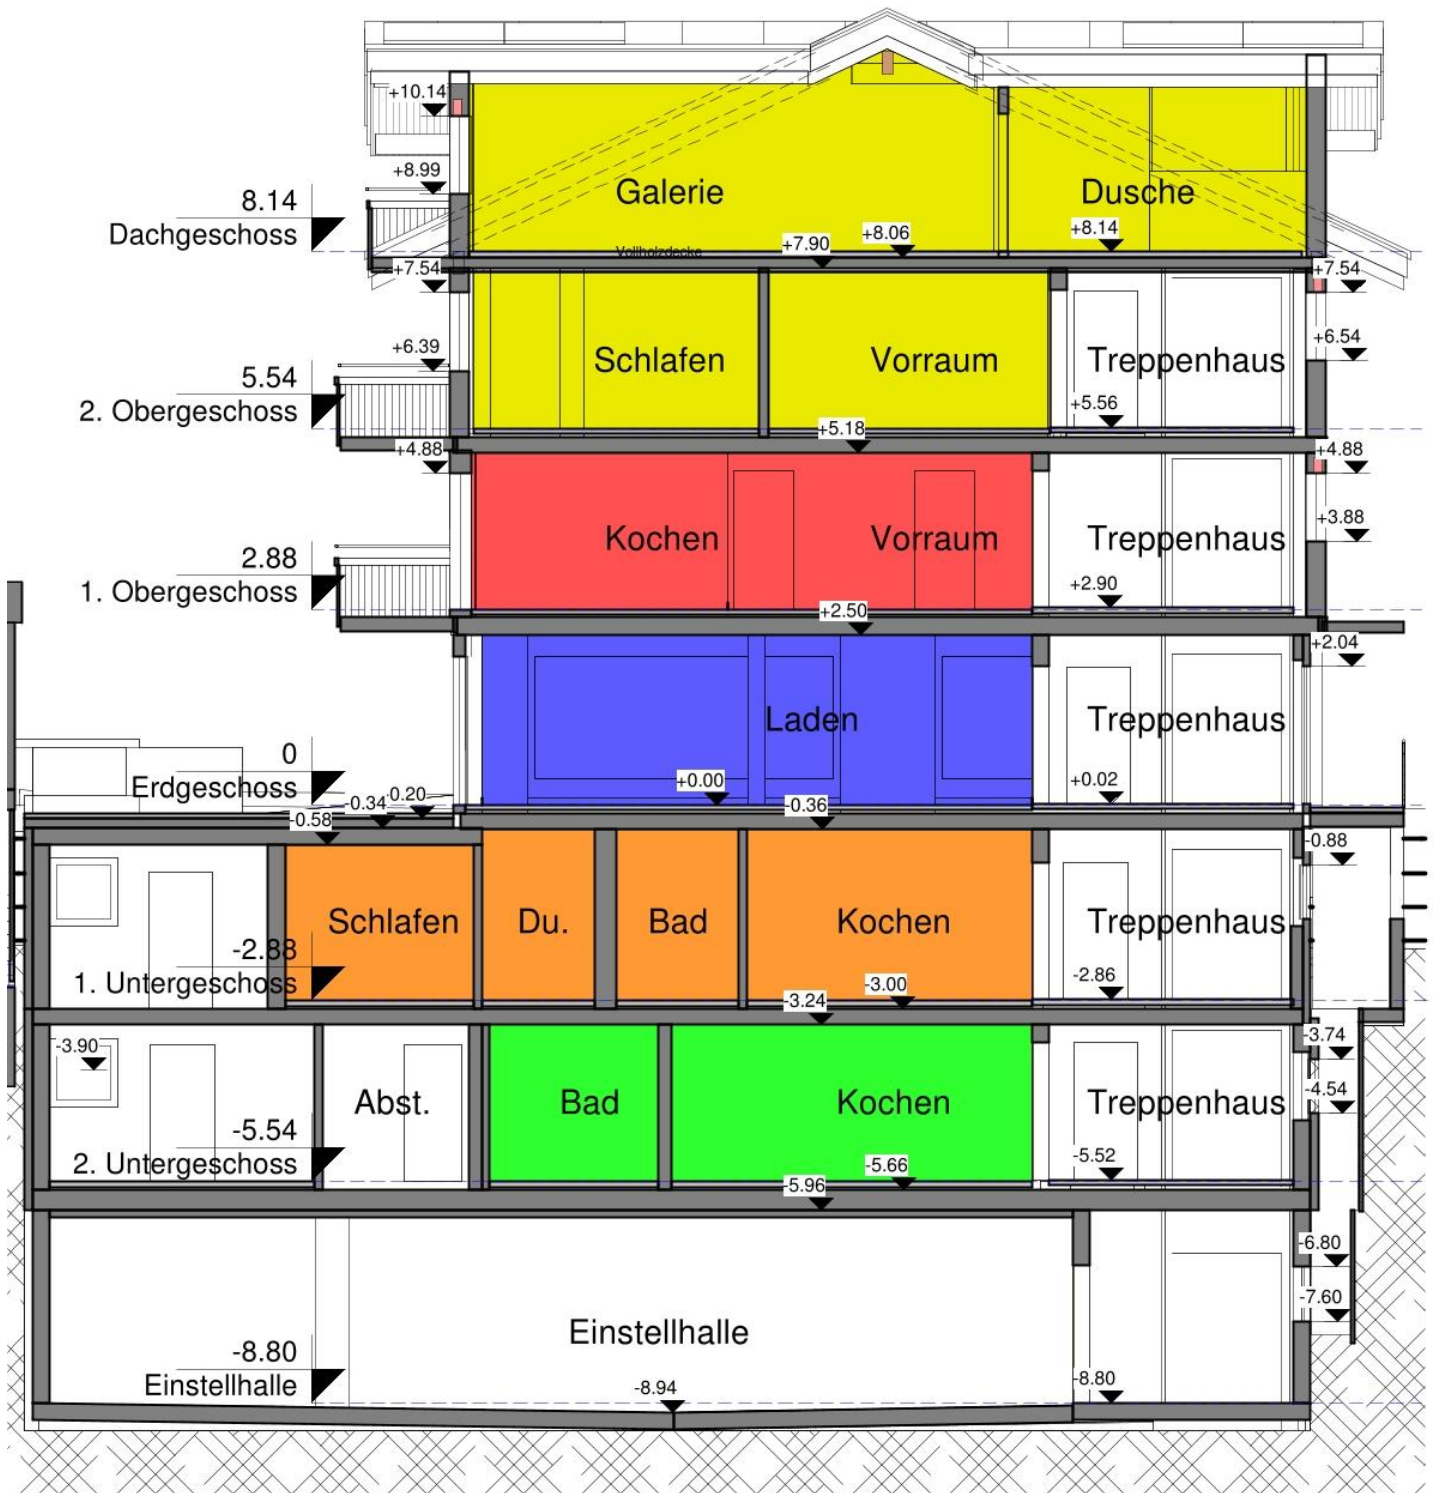 +10.14
+8.99
8.14
Dachgeschoss
Galerie
Dusche
+8.14
+8.06
+7.90
Vollholzdecke
+7.54
+7.54
+6.39
+6.54
5.54
2. Obergeschoss
Schlafen
Vorraum
Treppenhaus
+5.56
+5.18
+4.88
+4.88
+3.88
2.88
1. Obergeschoss
Kochen
Vorraum
Treppenhaus
+2.90
+2.50
+2.04
Laden
Treppenhaus
0
Erdgeschoss
+0.00
+0.02
-0.20
-0.34
-0.36
-0.58
-0.88
Schlafen
Du.
Bad
Kochen
Treppenhaus
-2.88
1. Untergeschoss
-2.86
-3.00
-3.24
-3.74
-3.90
-4.54
Abst.
Bad
Kochen
Treppenhaus
-5.54
2. Untergeschoss
-5.52
-5.66
-5.96
-6.80
-7.60
Einstellhalle
-8.80
Einstellhalle
-8.94
-8.80